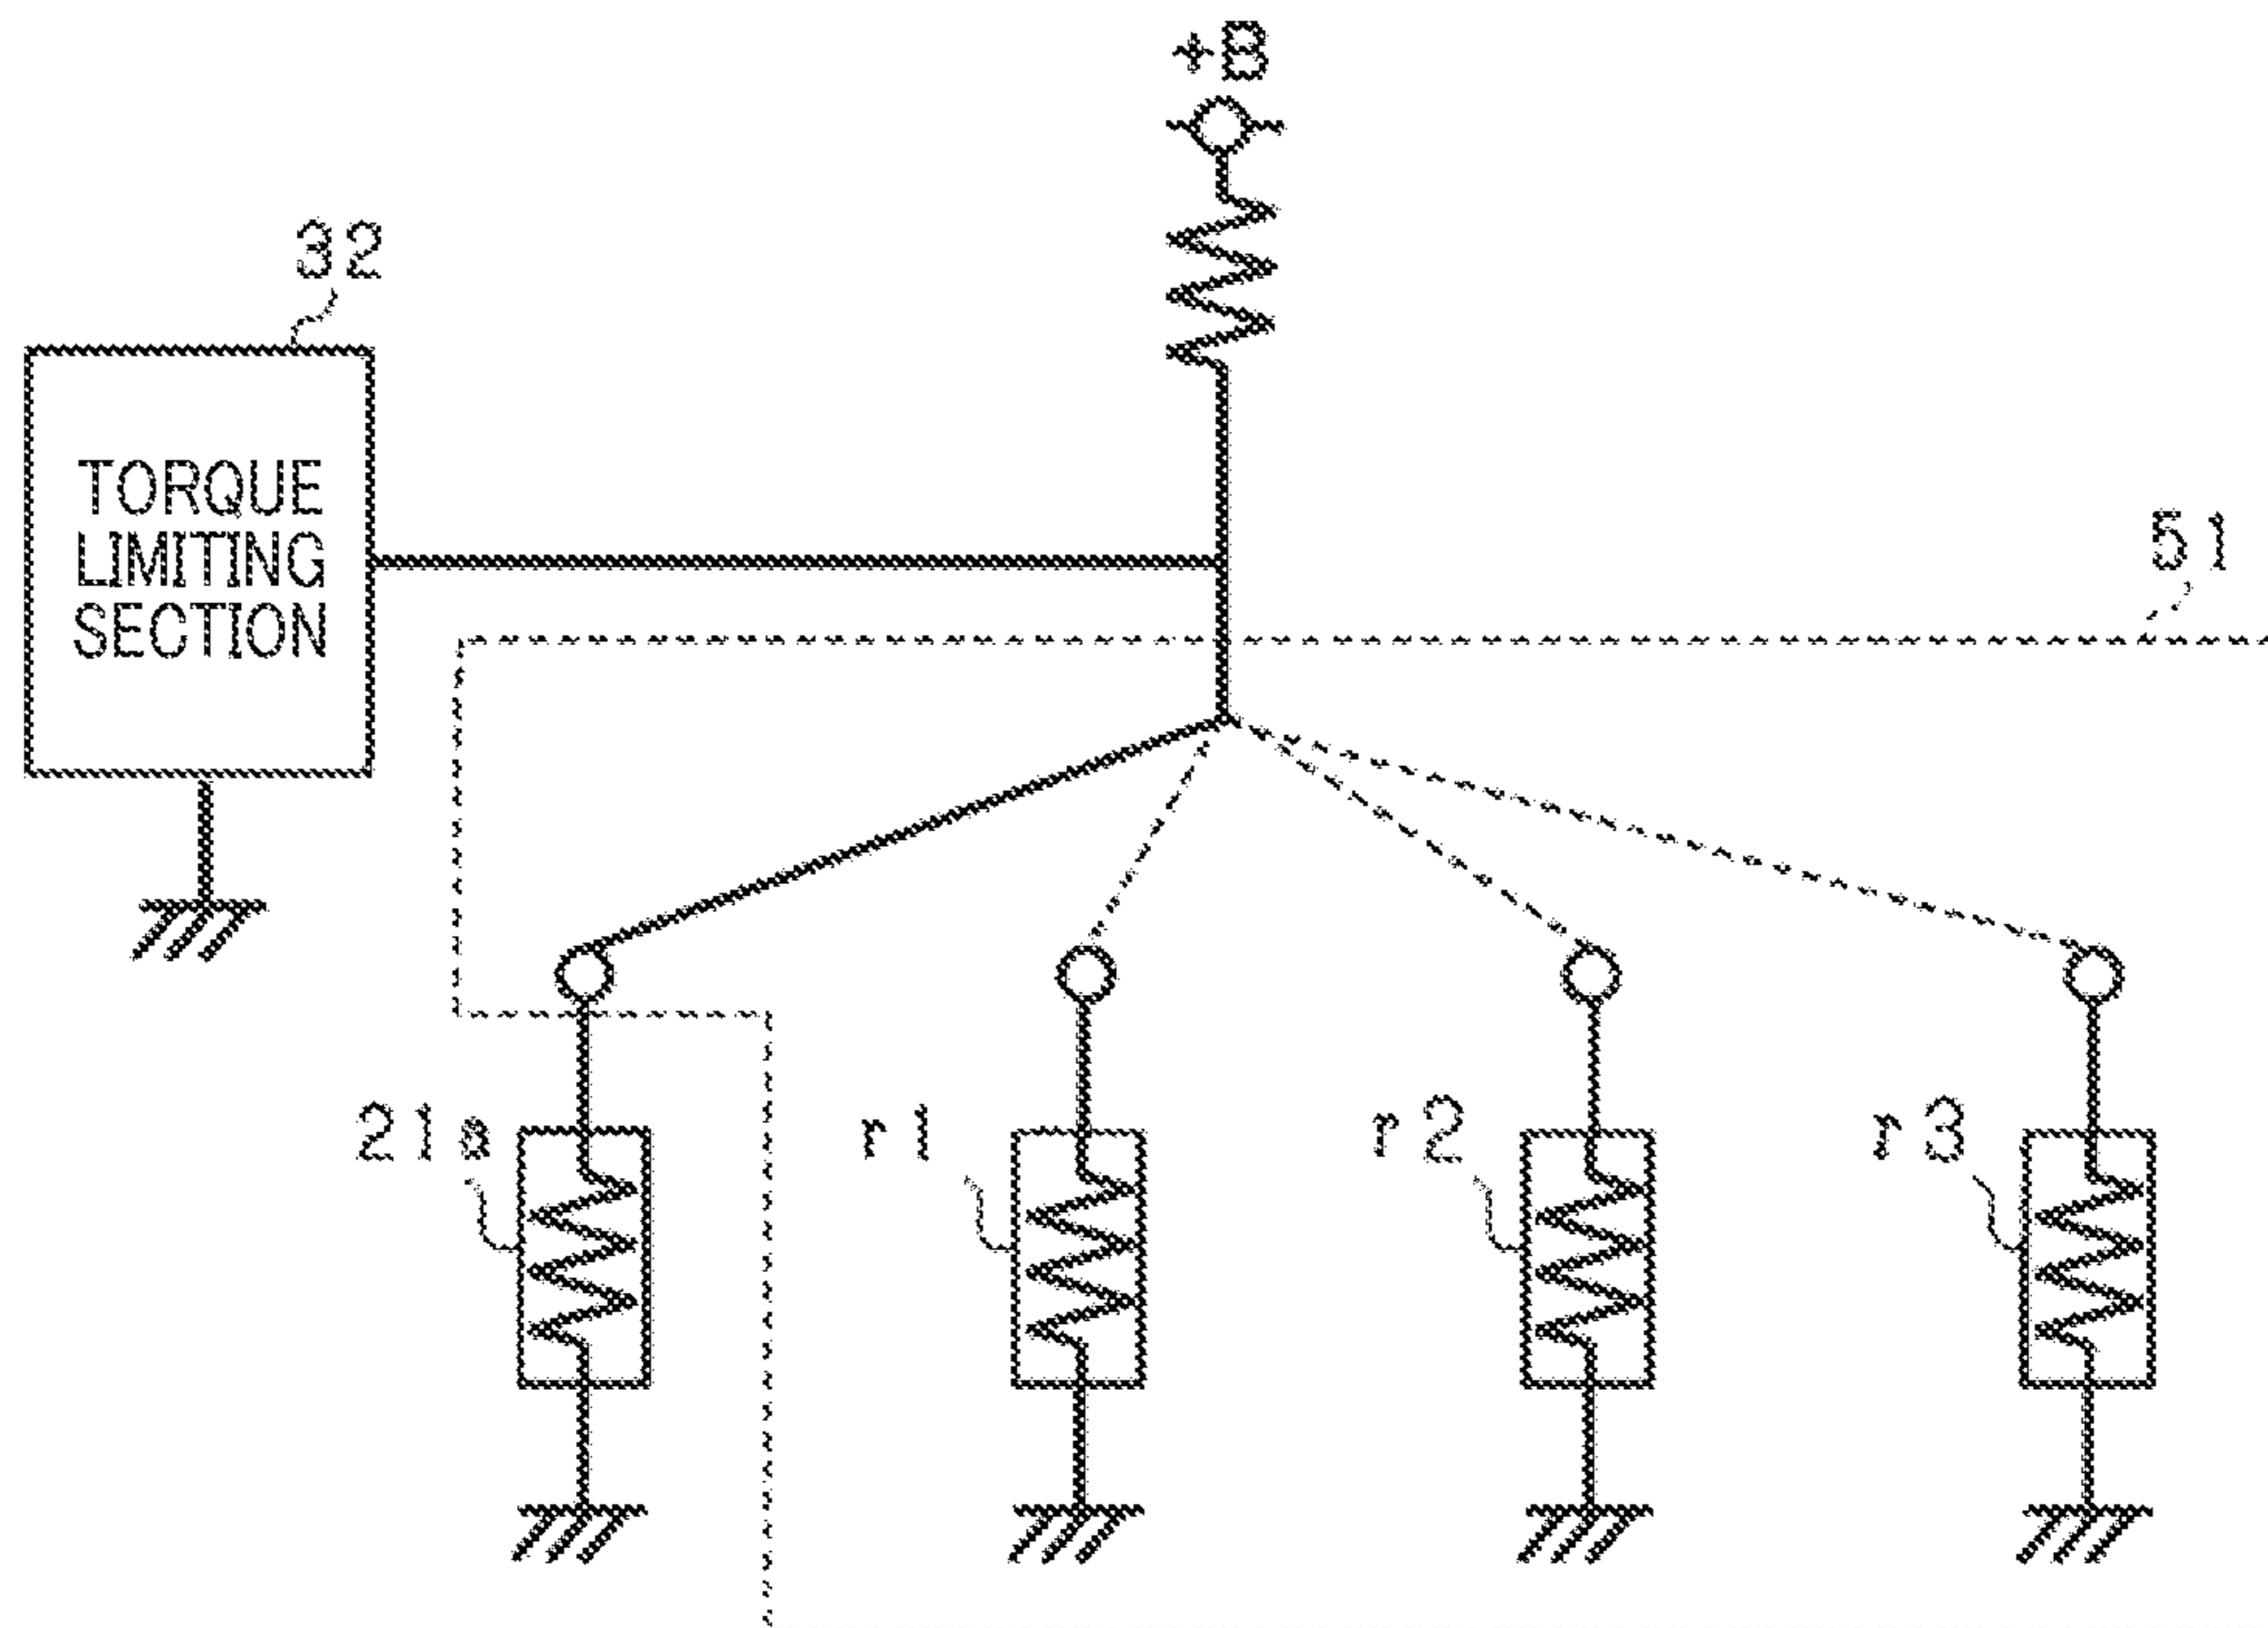 +B
32
TORQUE
LIMITING
SECTION
51
21a
r1
r2
r3